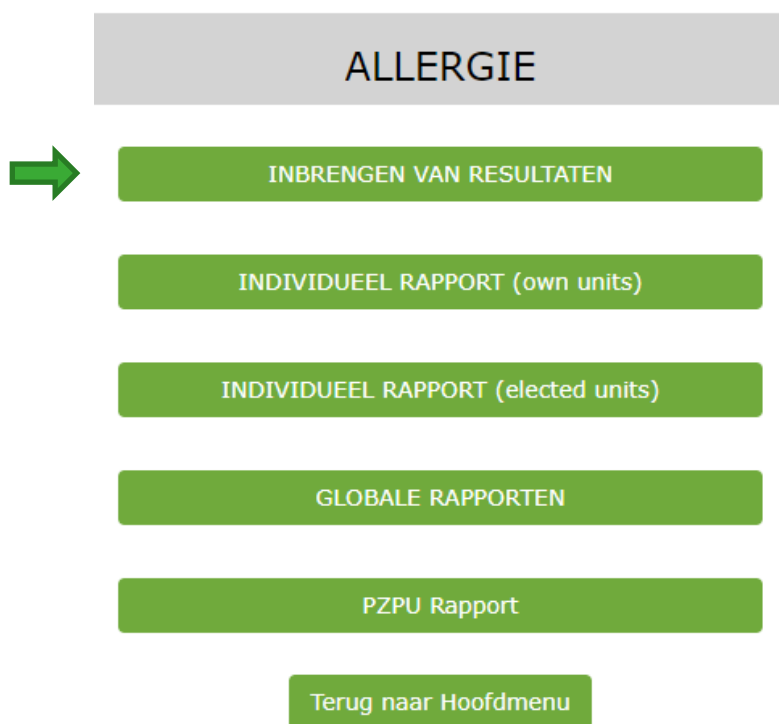 ALLERGIE
INBRENGEN VAN RESULTATEN
INDIVIDUEEL RAPPORT (own units)
INDIVIDUEEL RAPPORT (elected units)
GLOBALE RAPPORTEN
PZPU Rapport
Terug naar Hoofdmenu